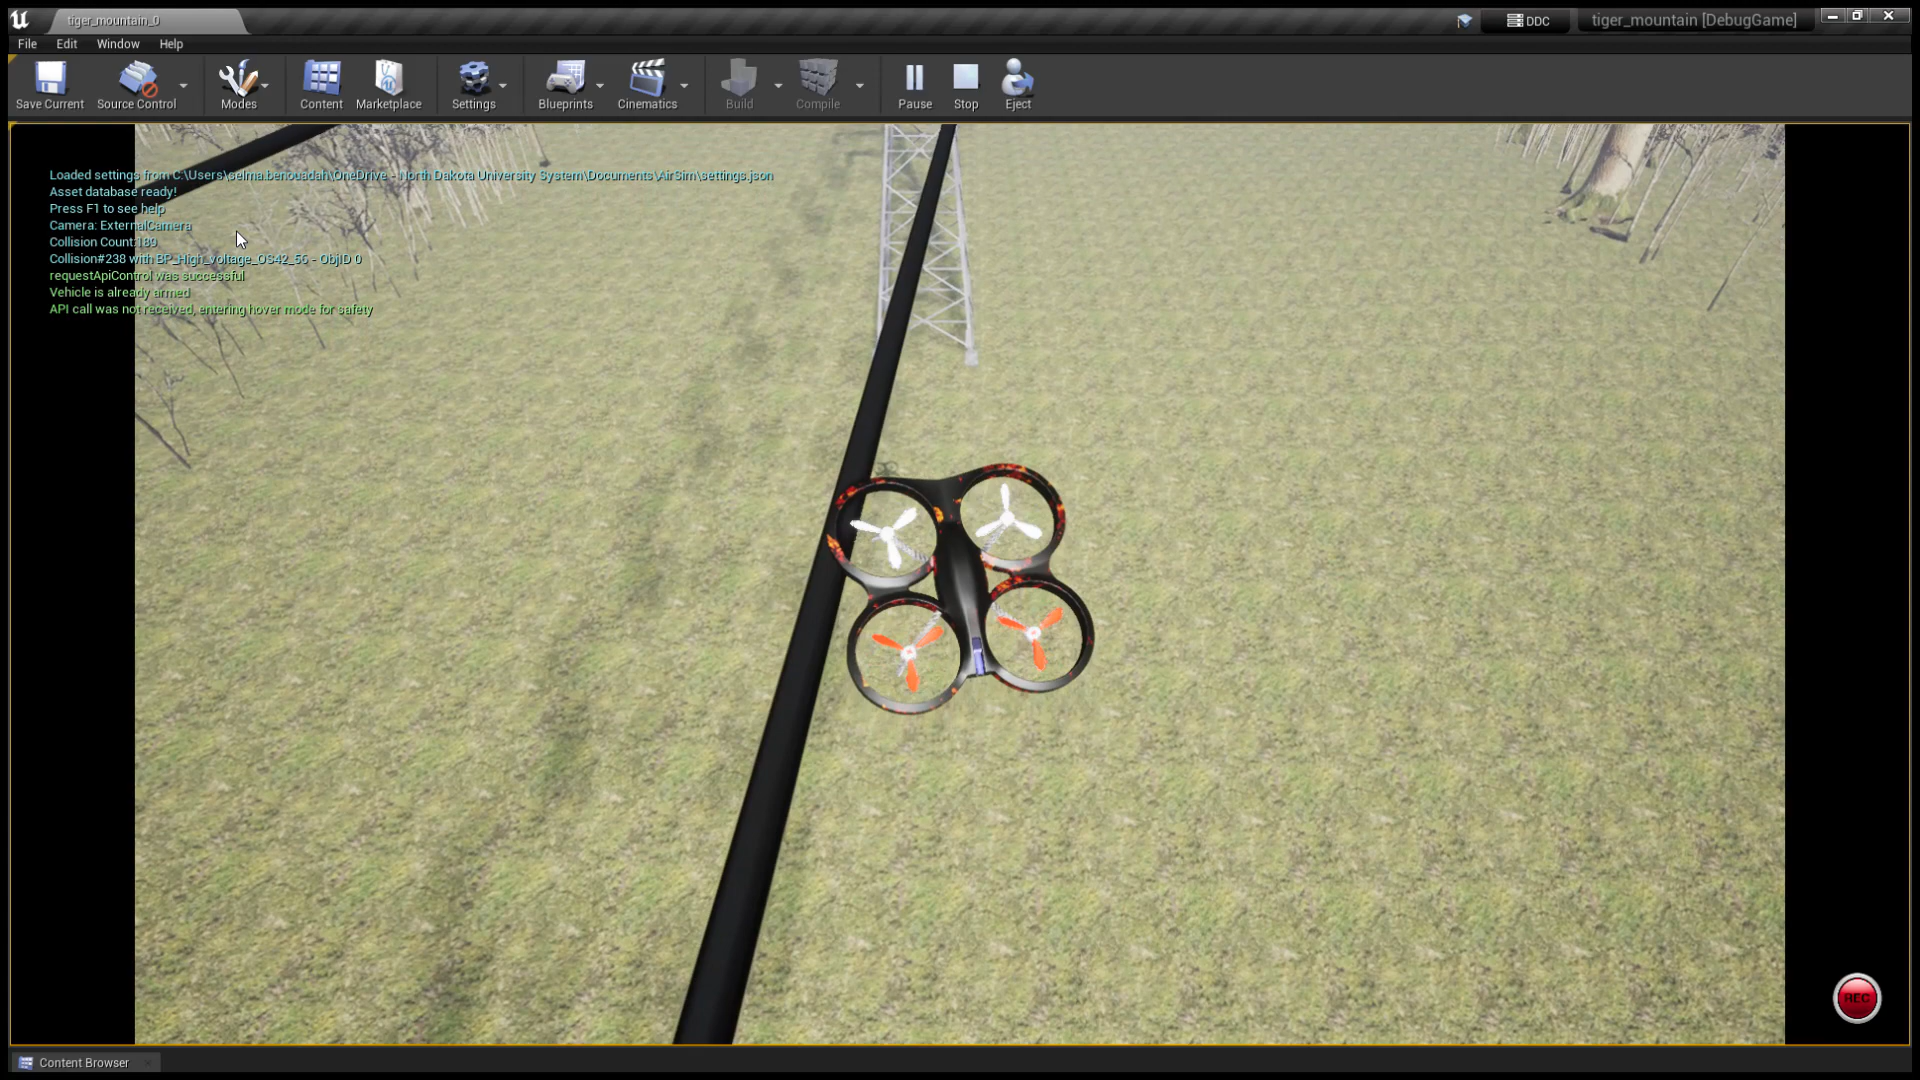 tiger_mountain_0
DDC
tiger_mountain [DebugGame]
File Edit Window Help
Save Current Source Control Modes Content Marketplace Settings Blueprints Cinematics Build Compile Pause Stop Eject
Loaded settings from C:\Users\selma.benouadah\OneDrive - North Dakota University System\Documents\AirSim\settings.json
Asset database ready!
Press F1 to see help
Camera: ExternalCamera
Collision Count:189
Collision#238 with BP_High_voltage_OS42_56 - ObjID 0
requestApiControl was successful
Vehicle is already armed
API call was not received, entering hover mode for safety
REC
Content Browser